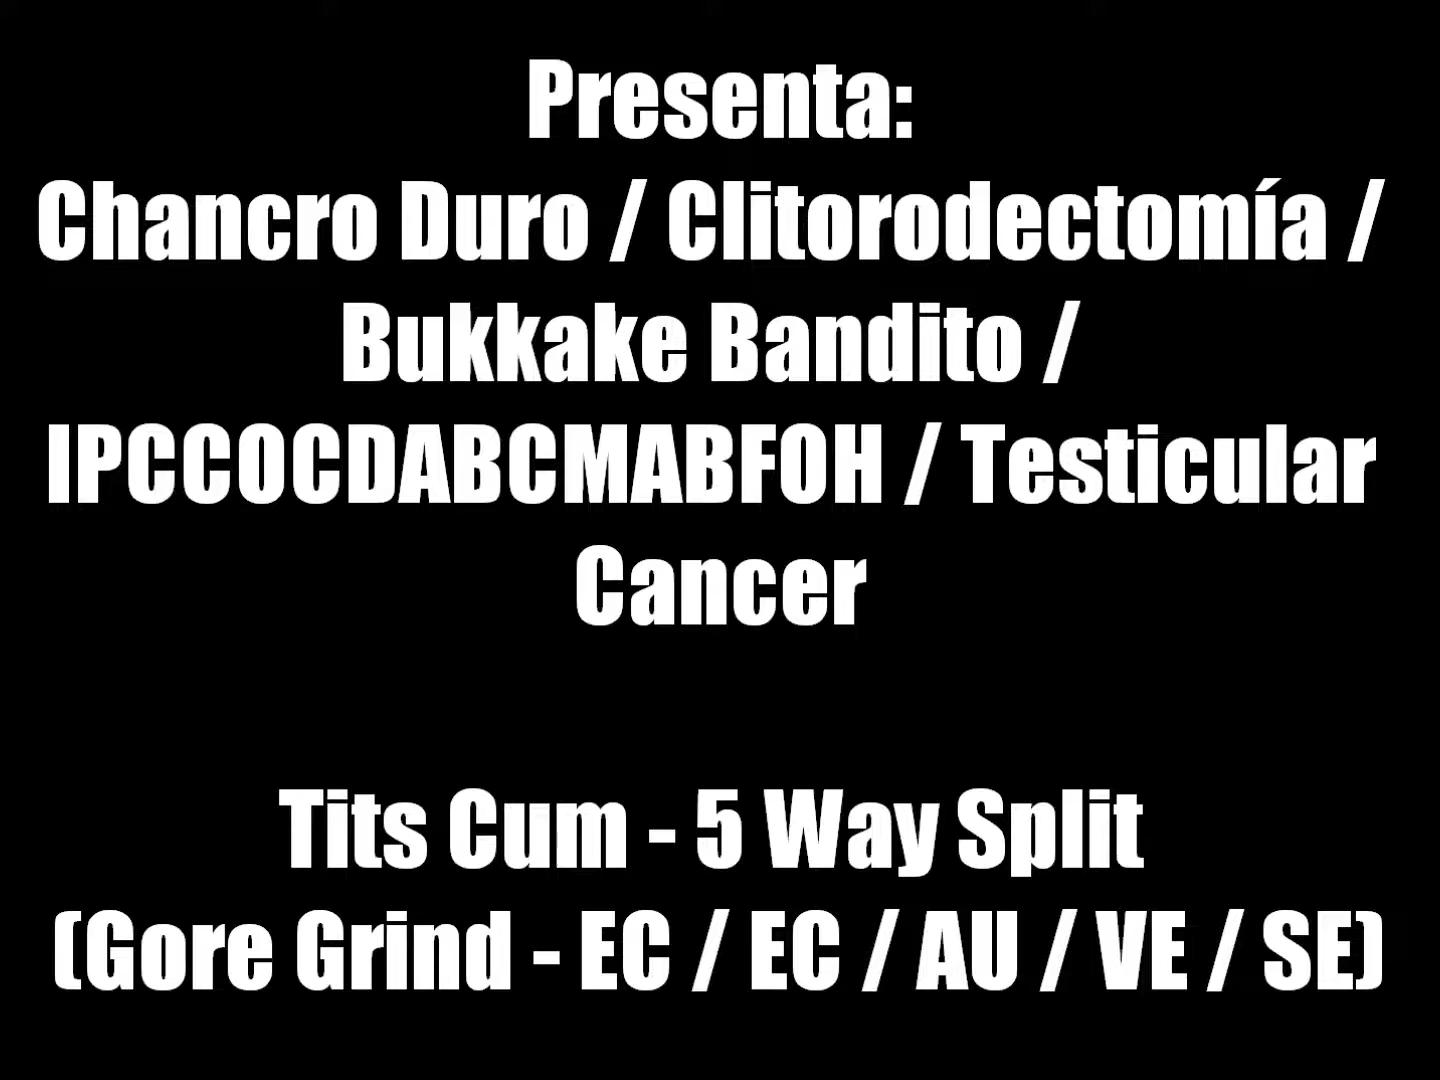 Presenta:
Chancro Duro / Clitorodectomía /
Bukkake Bandito /
IPCCOCDABCMABFOH / Testicular
Cancer
Tits Cum - 5 Way Split
(Gore Grind - EC / EC / AU / VE / SE)